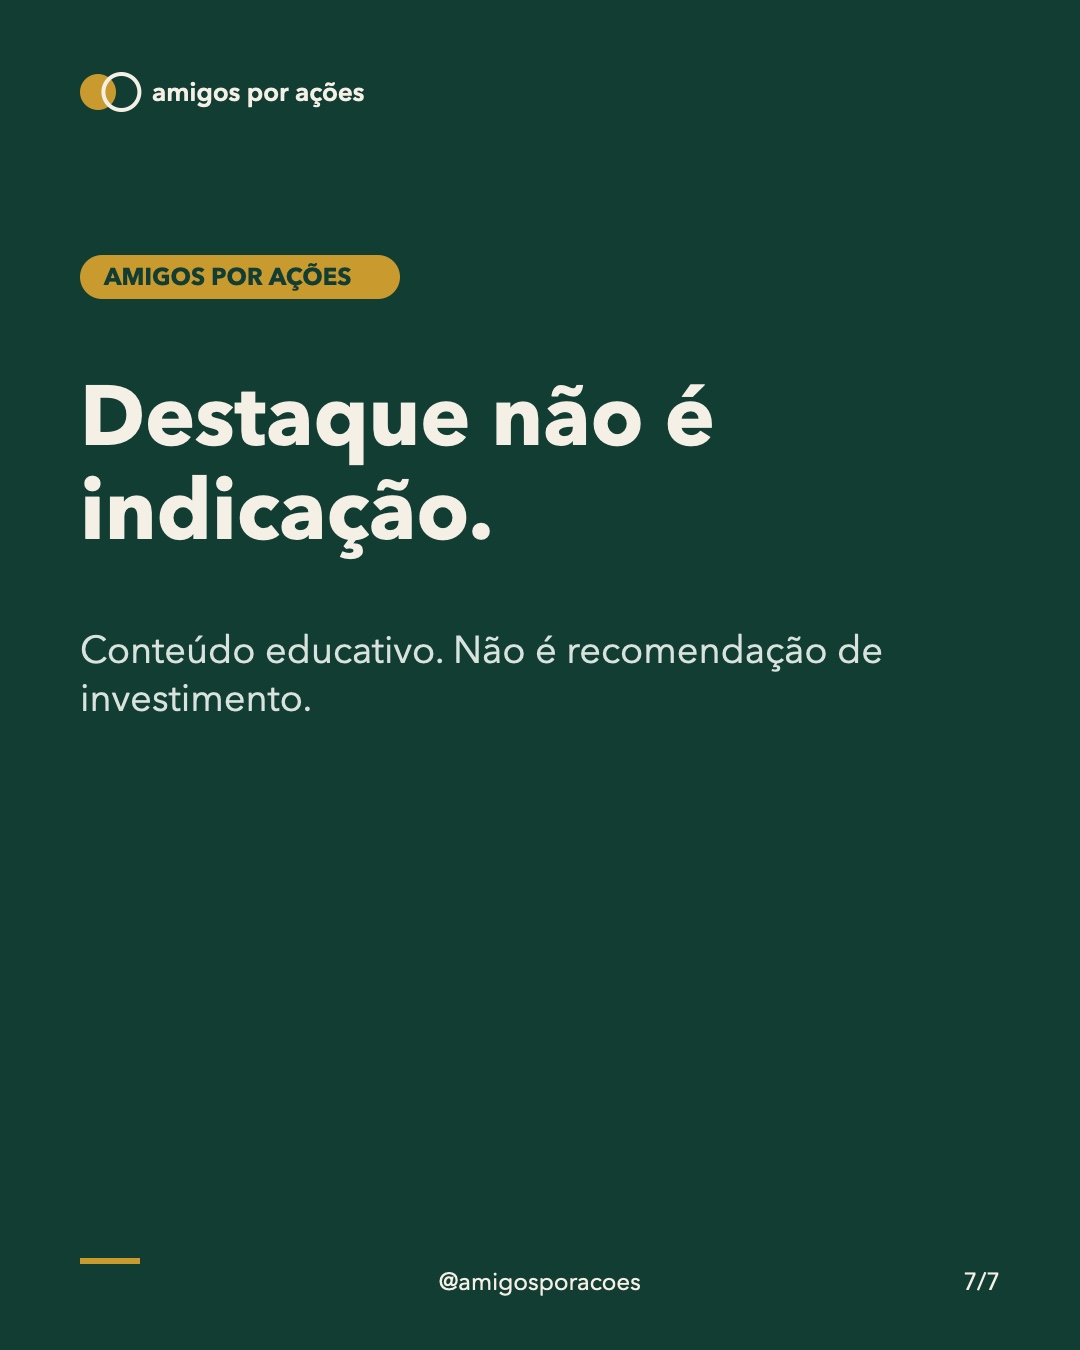 amigos por ações
AMIGOS POR AÇÕES
Destaque não é
indicação.
Conteúdo educativo. Não é recomendação de
investimento.
@amigosporacoes
7/7